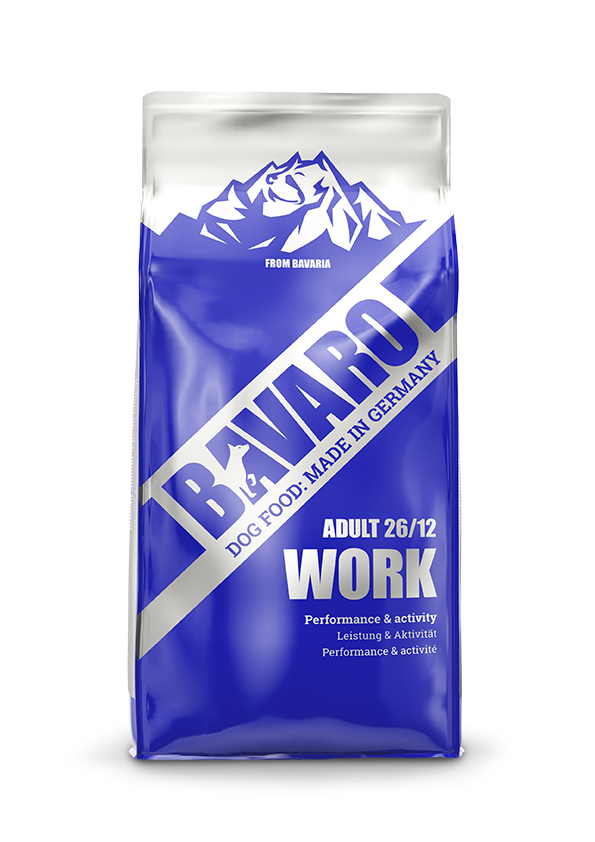 FROM BAVARIA
BAVARO
DOG FOOD: MADE IN GERMANY
ADULT 26/12
WORK
Performance & activity
Leistung & Aktivität
Performance & activité